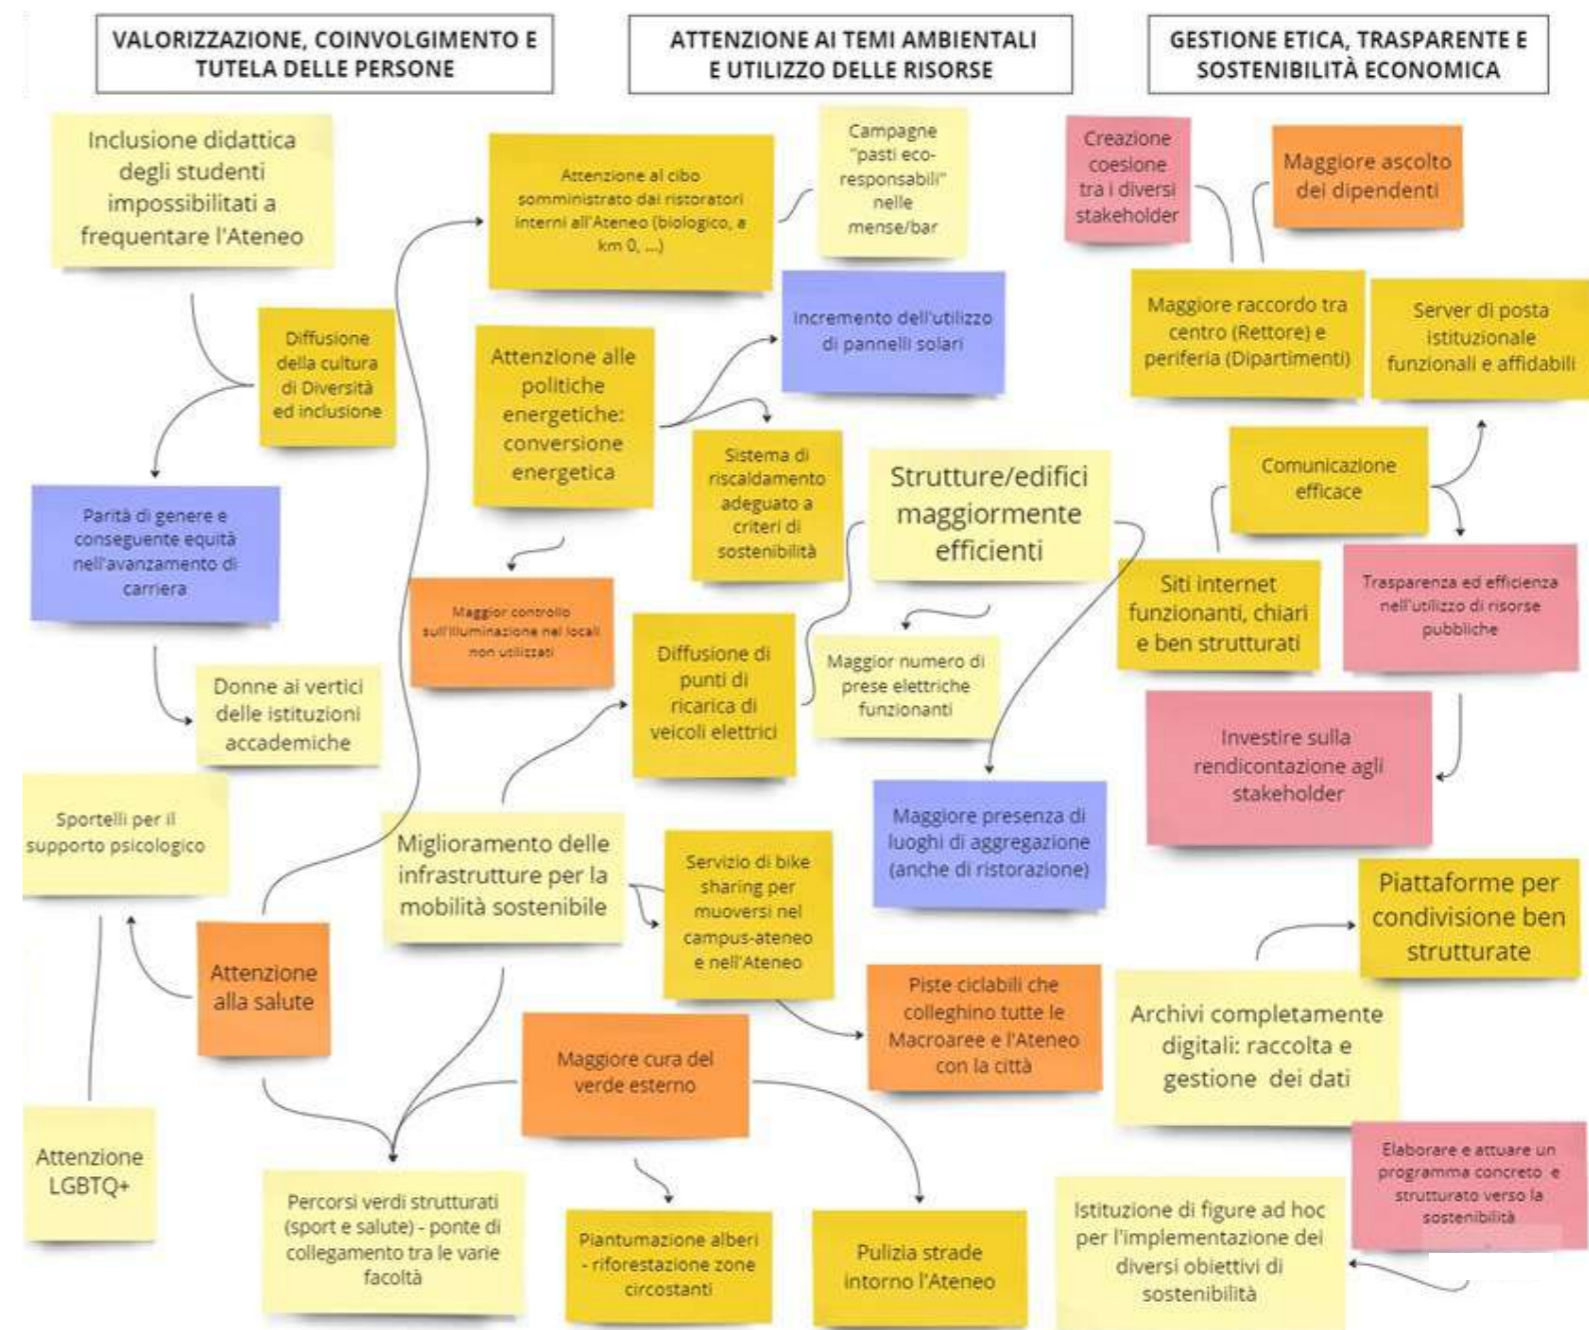 VALORIZZAZIONE, COINVOLGIMENTO E
TUTELA DELLE PERSONE
ATTENZIONE AI TEMI AMBIENTALI
E UTILIZZO DELLE RISORSE
GESTIONE ETICA, TRASPARENTE E
SOSTENIBILITÀ ECONOMICA
Inclusione didattica
degli studenti
impossibilitati a
frequentare l'Ateneo
Diffusione
della cultura
di Diversità
ed inclusione
Parità di genere e
conseguente equità
nell'avanzamento di
carriera
Donne ai vertici
delle istituzioni
accademiche
Sportelli per il
supporto psicologico
Attenzione
alla salute
Attenzione
LGBTQ+
Percorsi verdi strutturati
(sport e salute) - ponte di
collegamento tra le varie
facoltà
Attenzione al cibo
somministrato dai ristoratori
interni all'Ateneo (biologico, a
km 0, ...)
Campagne
"pasti eco-
responsabili"
nelle
mense/bar
Attenzione alle
politiche
energetiche:
conversione
energetica
Incremento dell'utilizzo
di pannelli solari
Sistema di
riscaldamento
adeguato a
criteri di
sostenibilità
Maggior controllo
sull'illuminazione nei locali
non utilizzati
Strutture/edifici
maggiormente
efficienti
Diffusione di
punti di
ricarica di
veicoli elettrici
Maggior numero di
prese elettriche
funzionanti
Maggiore presenza di
luoghi di aggregazione
(anche di ristorazione)
Miglioramento delle
infrastrutture per la
mobilità sostenibile
Servizio di bike
sharing per
muoversi nel
campus-ateneo
e nell'Ateneo
Piste ciclabili che
colleghino tutte le
Macroaree e l'Ateneo
con la città
Maggiore cura del
verde esterno
Piantumazione alberi
- riforestazione zone
circostanti
Pulizia strade
intorno l'Ateneo
Creazione
coesione
tra i diversi
stakeholder
Maggiore ascolto
dei dipendenti
Maggiore raccordo tra
centro (Rettore) e
periferia (Dipartimenti)
Server di posta
istituzionale
funzionali e affidabili
Comunicazione
efficace
Siti internet
funzionanti, chiari
e ben strutturati
Trasparenza ed efficienza
nell'utilizzo di risorse
pubbliche
Investire sulla
rendicontazione agli
stakeholder
Piattaforme per
condivisione ben
strutturate
Archivi completamente
digitali: raccolta e
gestione dei dati
Elaborare e attuare un
programma concreto e
strutturato verso la
sostenibilità
Istituzione di figure ad hoc
per l'implementazione dei
diversi obiettivi di
sostenibilità